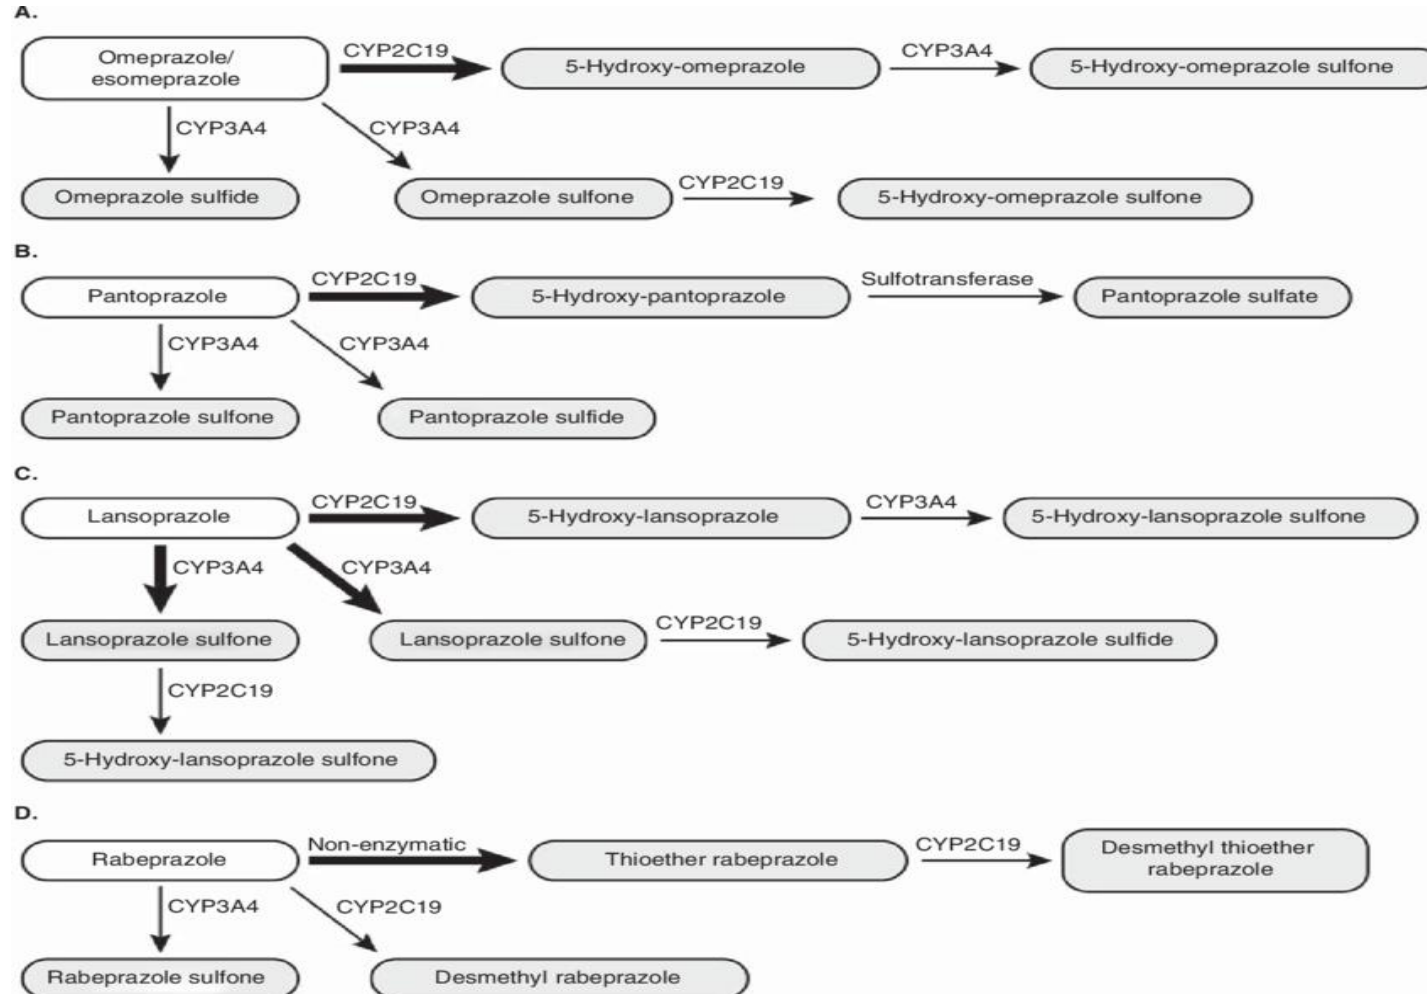 A.
Omeprazole/
esomeprazole
CYP2C19
5-Hydroxy-omeprazole
CYP3A4
5-Hydroxy-omeprazole sulfone
CYP3A4
CYP3A4
Omeprazole sulfide
Omeprazole sulfone
CYP2C19
5-Hydroxy-omeprazole sulfone
B.
Pantoprazole
CYP2C19
5-Hydroxy-pantoprazole
Sulfotransferase
Pantoprazole sulfate
CYP3A4
CYP3A4
Pantoprazole sulfone
Pantoprazole sulfide
C.
Lansoprazole
CYP2C19
5-Hydroxy-lansoprazole
CYP3A4
5-Hydroxy-lansoprazole sulfone
CYP3A4
CYP3A4
Lansoprazole sulfone
Lansoprazole sulfone
CYP2C19
5-Hydroxy-lansoprazole sulfide
CYP2C19
5-Hydroxy-lansoprazole sulfone
D.
Rabeprazole
Non-enzymatic
Thioether rabeprazole
CYP2C19
Desmethyl thioether
rabeprazole
CYP3A4
CYP2C19
Rabeprazole sulfone
Desmethyl rabeprazole